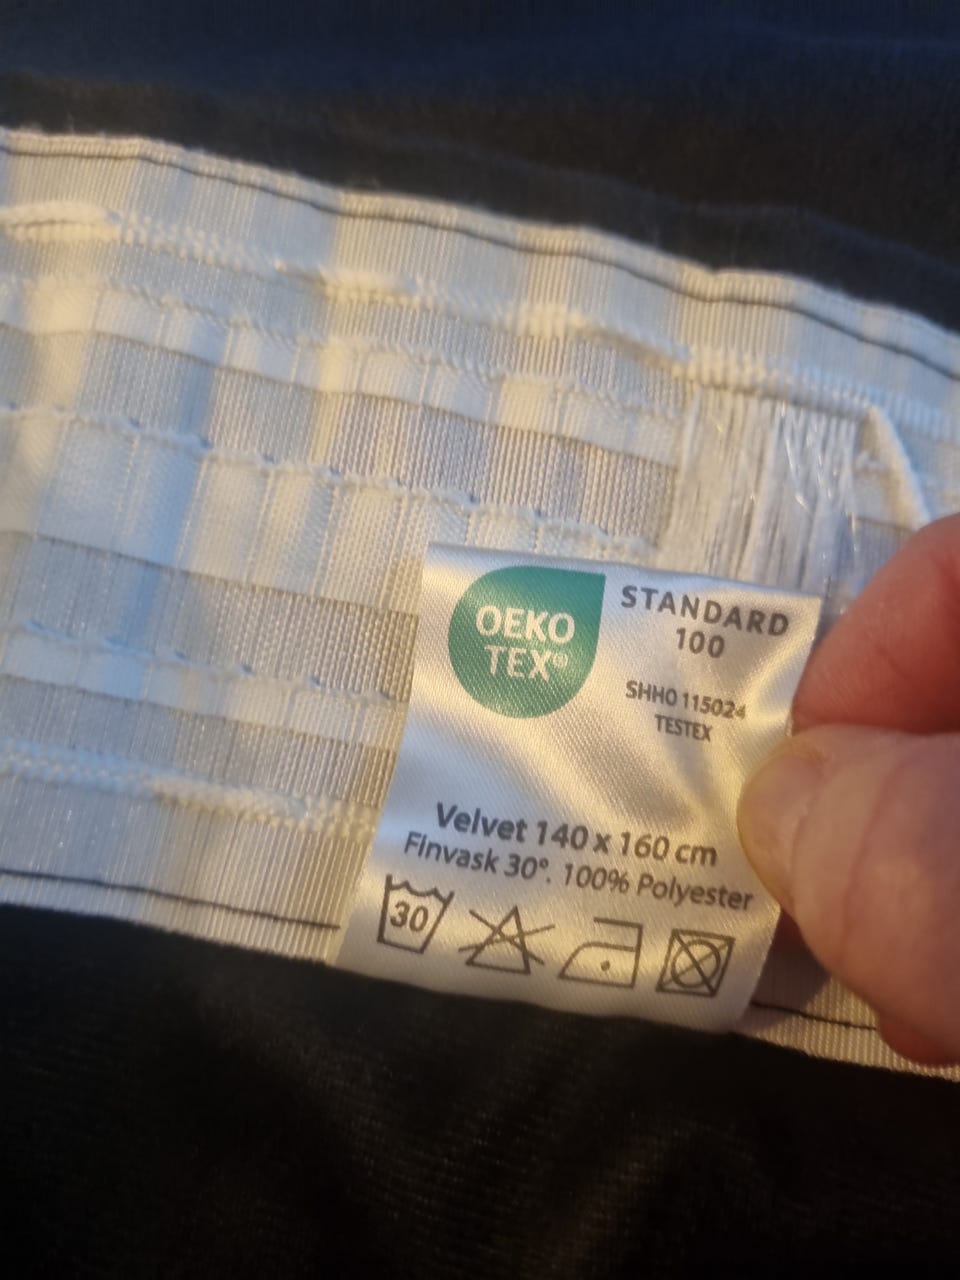 OEKO
TEX®
STANDARD
100
SHHO 115024
TESTEX
Velvet 140 x 160 cm
Finvask 30°. 100% Polyester
30